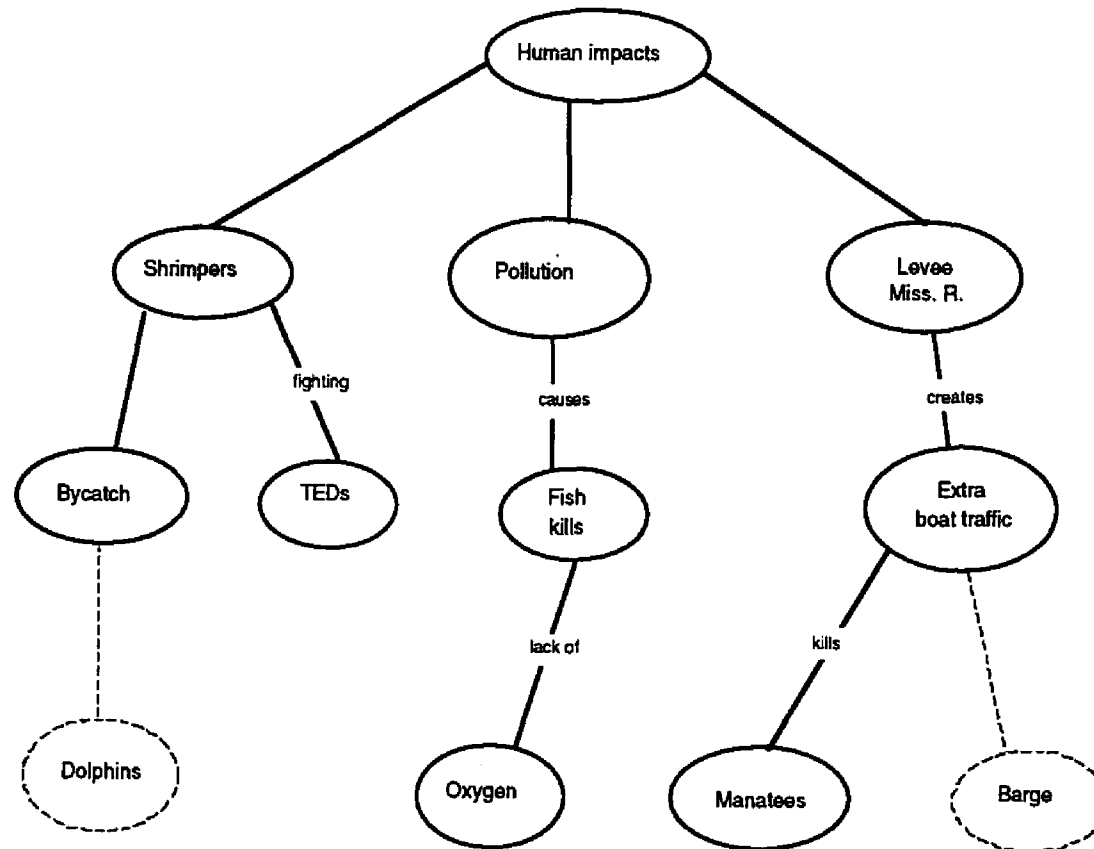 Human impacts
Shrimpers
Pollution
Levee
Miss. R.
fighting
causes
creates
Bycatch
TEDs
Fish
kills
Extra
boat traffic
lack of
kills
Dolphins
Oxygen
Manatees
Barge